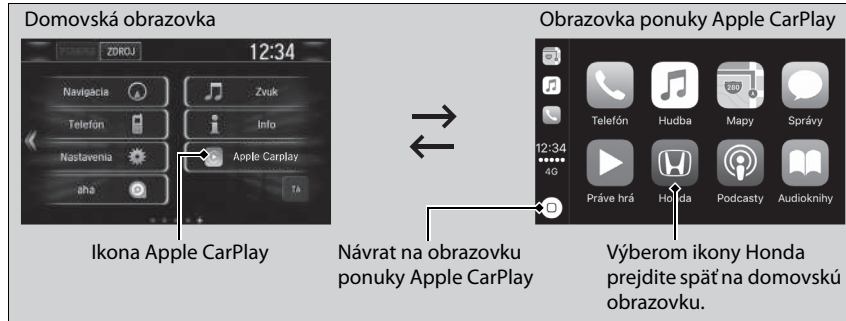 Domovská obrazovka
Obrazovka ponuky Apple CarPlay
ZDROJ
12:34
Navigácia
Zvuk
Telefón
Info
Nastavenia
Apple Carplay
aha
TA
12:34
4G
280
Telefón
Hudba
Mapy
Správy
Práve hrá
Honda
Podcasty
Audioknihy
Ikona Apple CarPlay
Návrat na obrazovku
ponuky Apple CarPlay
Výberom ikony Honda
prejdite späť na domovskú
obrazovku.